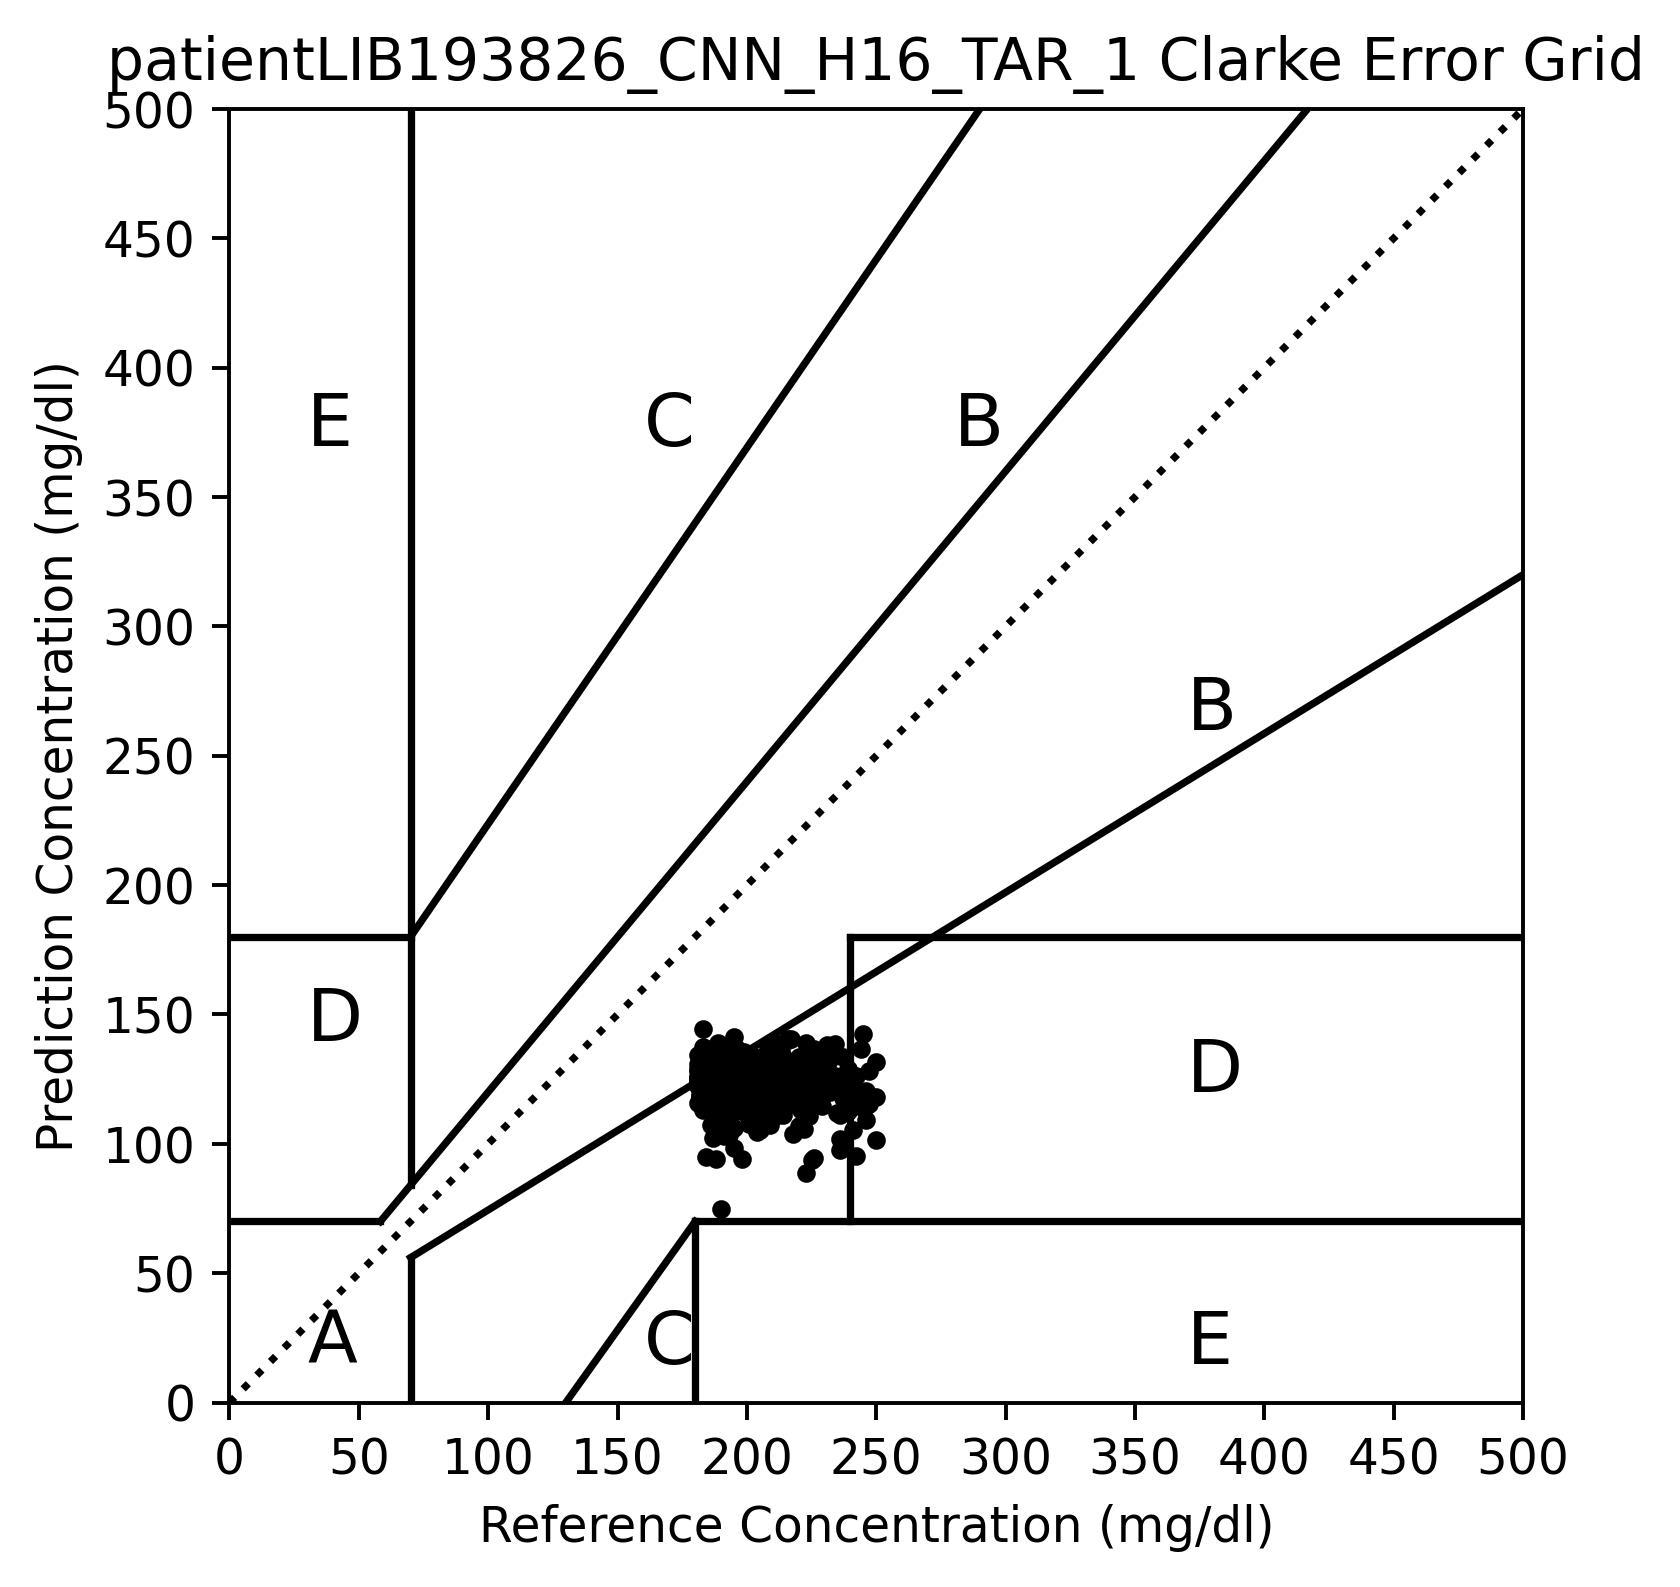 patientLIB193826_CNN_H16_TAR_1 Clarke Error Grid
500
450
400
350
300
250
200
150
100
50
0
Prediction Concentration (mg/dl)
E
C
B
B
D
D
A
C
E
0 50 100 150 200 250 300 350 400 450 500
Reference Concentration (mg/dl)